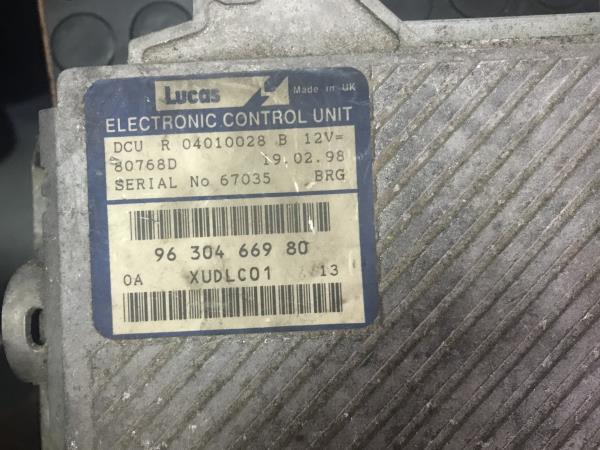 Lucas Made in UK
ELECTRONIC CONTROL UNIT
DCU R 04010028 B 12V=
80768D 19.02.98
SERIAL No 67035 BRG
96 304 669 80
0A XUDLC01 13